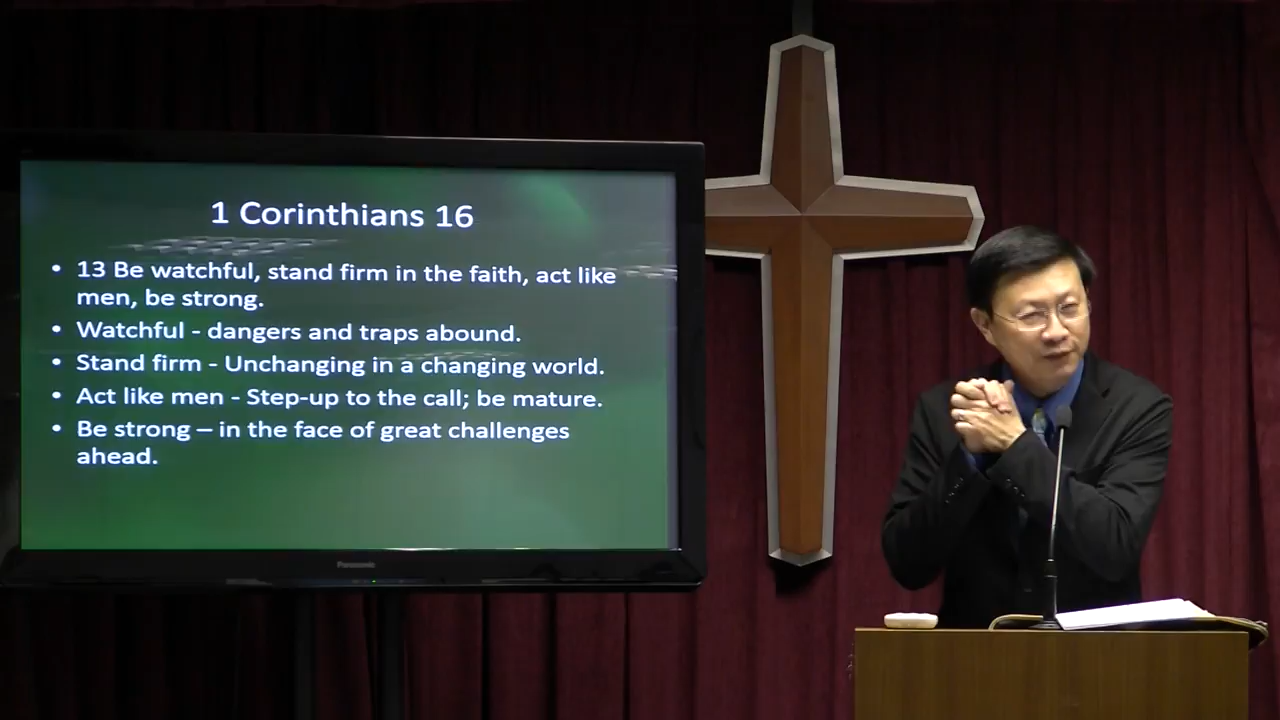 1 Corinthians 16
• 13 Be watchful, stand firm in the faith, act like
men, be strong.
• Watchful - dangers and traps abound.
• Stand firm - Unchanging in a changing world.
• Act like men - Step-up to the call; be mature.
• Be strong – in the face of great challenges
ahead.
Panasonic